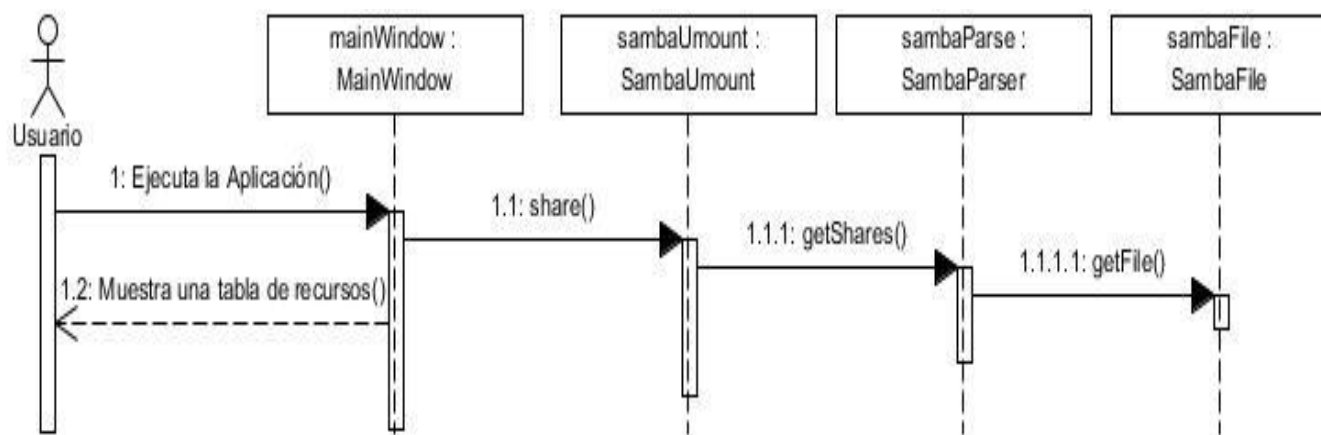 mainWindow :
MainWindow
sambaUmount :
SambaUmount
sambaParse :
SambaParser
sambaFile :
SambaFile
Usuario
1: Ejecuta la Aplicación()
1.1: share()
1.1.1: getShares()
1.1.1.1: getFile()
1.2: Muestra una tabla de recursos()